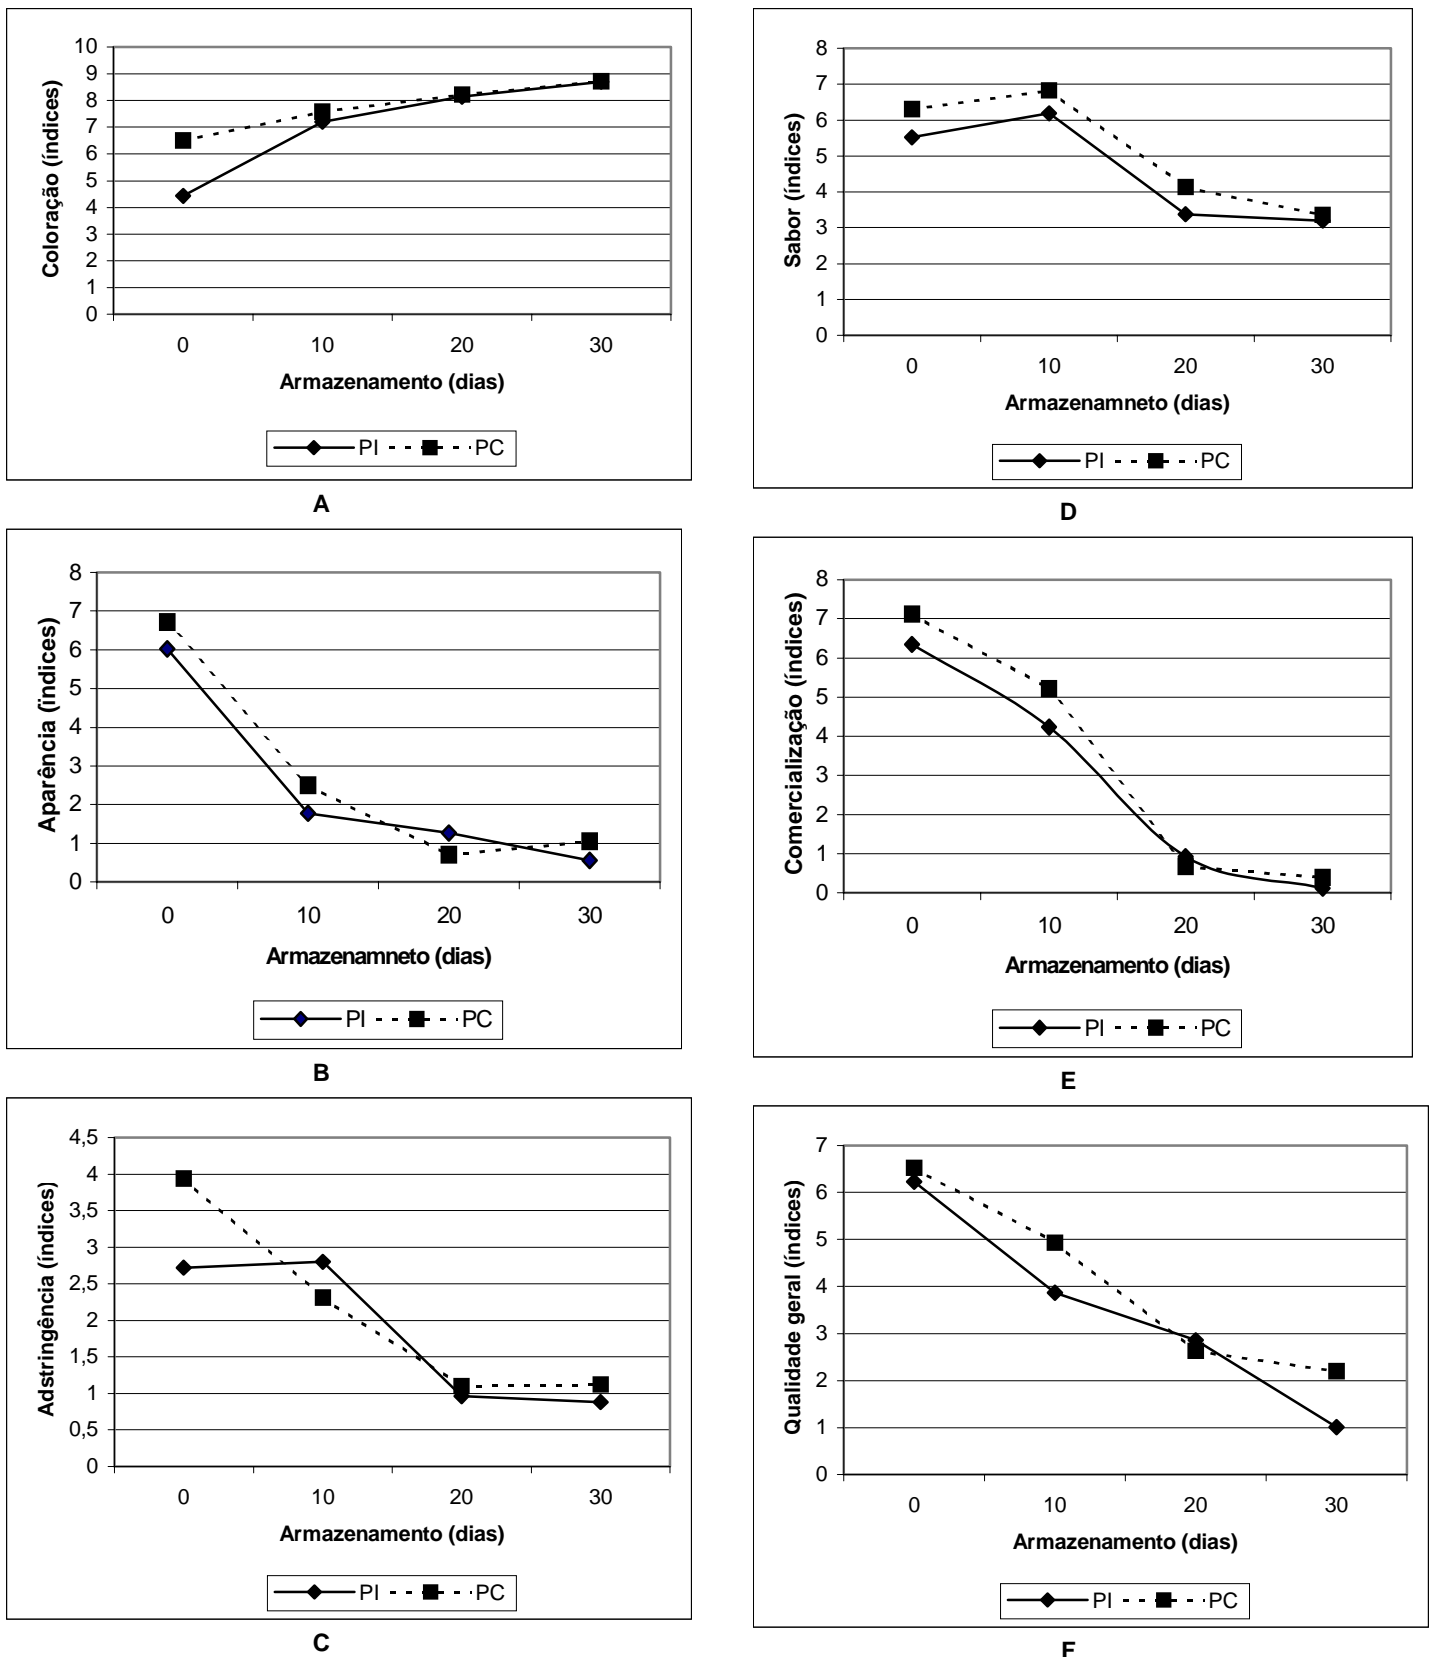 10
9
8
7
6
5
4
3
2
1
0
Coloração (índices)
0 10 20 30
Armazenamento (dias)
PI PC
A
8
7
6
5
4
3
2
1
0
Sabor (índices)
0 10 20 30
Armazenamneto (dias)
PI PC
D
8
7
6
5
4
3
2
1
0
Aparência (índices)
0 10 20 30
Armazenamneto (dias)
PI PC
B
8
7
6
5
4
3
2
1
0
Comercialização (índices)
0 10 20 30
Armazenamento (dias)
PI PC
E
4,5
4
3,5
3
2,5
2
1,5
1
0,5
0
Adstringência (índices)
0 10 20 30
Armazenamento (dias)
PI PC
C
7
6
5
4
3
2
1
0
Qualidade geral (índices)
0 10 20 30
Armazenamento (dias)
PI PC
F